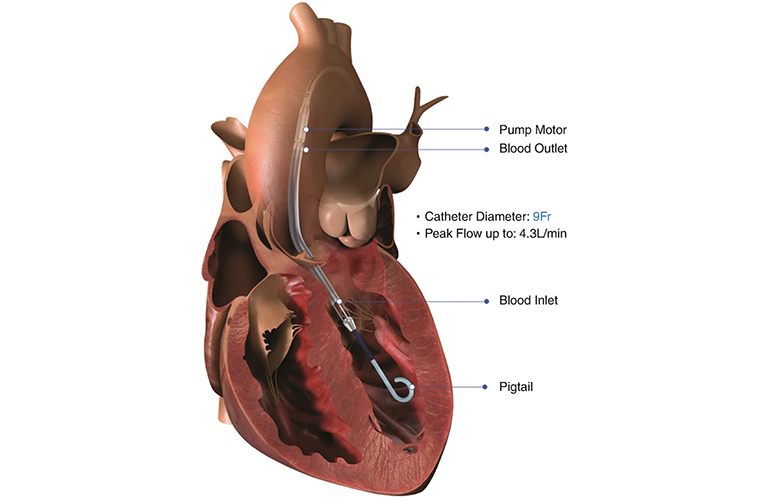 Pump Motor
Blood Outlet
• Catheter Diameter: 9Fr
• Peak Flow up to: 4.3L/min
Blood Inlet
Pigtail